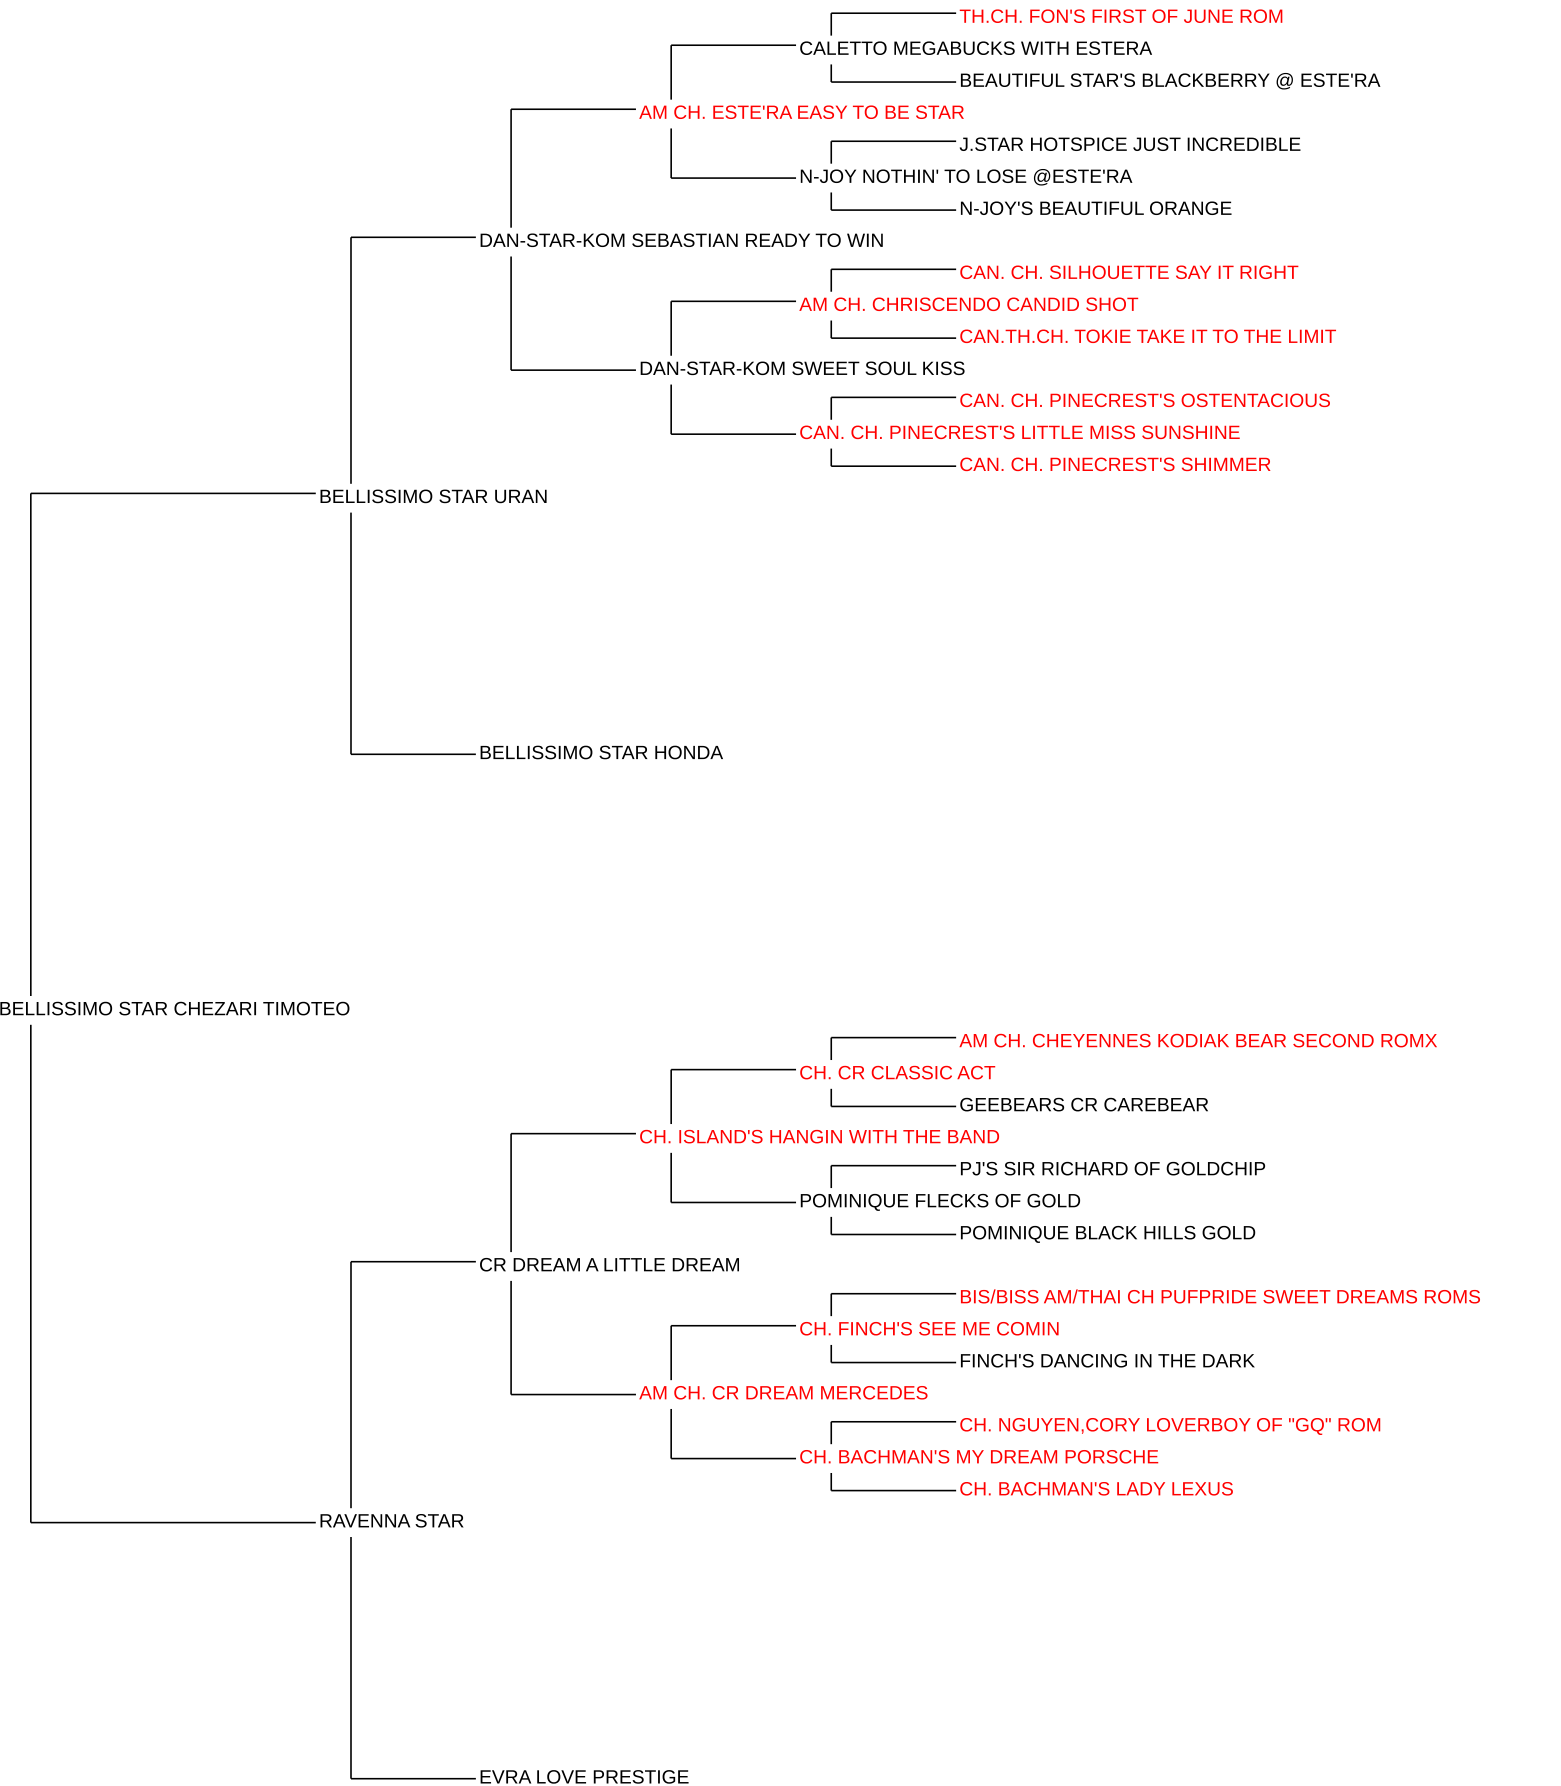 TH.CH. FON'S FIRST OF JUNE ROM
CALETTO MEGABUCKS WITH ESTERA
BEAUTIFUL STAR'S BLACKBERRY @ ESTE'RA
AM CH. ESTE'RA EASY TO BE STAR
J.STAR HOTSPICE JUST INCREDIBLE
N-JOY NOTHIN' TO LOSE @ESTE'RA
N-JOY'S BEAUTIFUL ORANGE
DAN-STAR-KOM SEBASTIAN READY TO WIN
CAN. CH. SILHOUETTE SAY IT RIGHT
AM CH. CHRISCENDO CANDID SHOT
CAN.TH.CH. TOKIE TAKE IT TO THE LIMIT
DAN-STAR-KOM SWEET SOUL KISS
CAN. CH. PINECREST'S OSTENTACIOUS
CAN. CH. PINECREST'S LITTLE MISS SUNSHINE
CAN. CH. PINECREST'S SHIMMER
BELLISSIMO STAR URAN
BELLISSIMO STAR HONDA
BELLISSIMO STAR CHEZARI TIMOTEO
AM CH. CHEYENNES KODIAK BEAR SECOND ROMX
CH. CR CLASSIC ACT
GEEBEARS CR CAREBEAR
CH. ISLAND'S HANGIN WITH THE BAND
PJ'S SIR RICHARD OF GOLDCHIP
POMINIQUE FLECKS OF GOLD
POMINIQUE BLACK HILLS GOLD
CR DREAM A LITTLE DREAM
BIS/BISS AM/THAI CH PUFPRIDE SWEET DREAMS ROMS
CH. FINCH'S SEE ME COMIN
FINCH'S DANCING IN THE DARK
AM CH. CR DREAM MERCEDES
CH. NGUYEN,CORY LOVERBOY OF "GQ" ROM
CH. BACHMAN'S MY DREAM PORSCHE
CH. BACHMAN'S LADY LEXUS
RAVENNA STAR
EVRA LOVE PRESTIGE